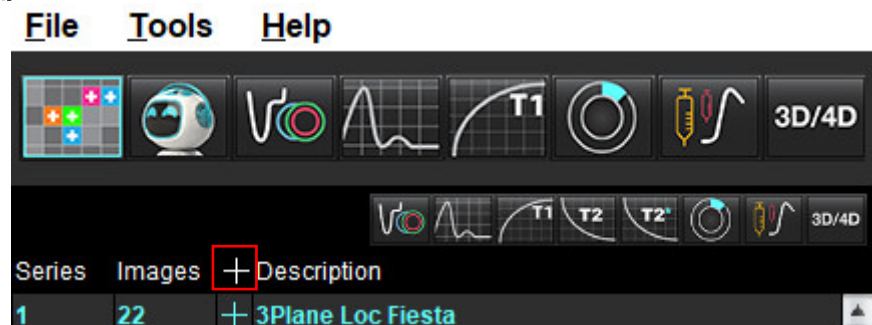 File Tools Help
T1 3D/4D
T1 T2 T2* 3D/4D
Series Images + Description
1 22 + 3Plane Loc Fiesta